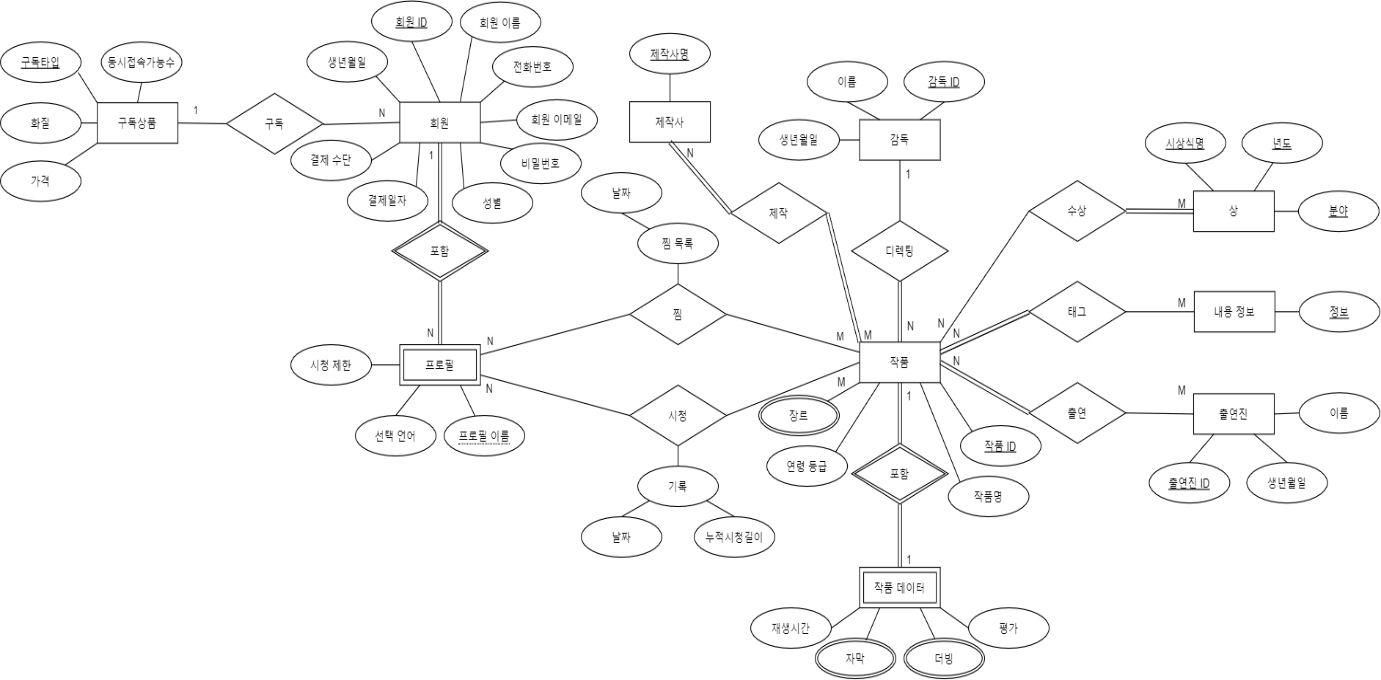 회원 ID
회원 이름
구독타입
동시접속가능수
생년월일
전화번호
제작사명
이름
감독 ID
화질
구독상품
1
구독
N
회원
회원 이메일
제작사
결제 수단
1
비밀번호
N
생년월일
감독
시상식명
년도
가격
결제일자
성별
날짜
1
제작
수상
M
상
분야
포함
찜 목록
디렉팅
N
N
찜
M
M
N
N
N
태그
M
내용 정보
정보
시청 제한
프로필
N
작품
N
M
1
M
선택 언어
프로필 이름
시청
장르
출연
출연진
이름
작품 ID
연령 등급
포함
기록
작품명
출연진 ID
생년월일
날짜
누적시청길이
1
작품 데이터
재생시간
자막
더빙
평가